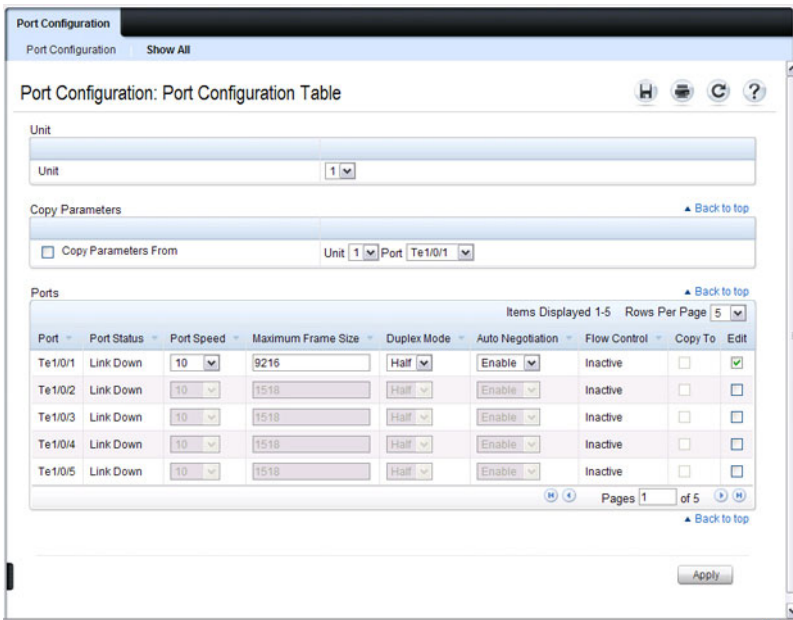 Port Configuration
Port Configuration Show All
Port Configuration: Port Configuration Table
?
Unit
Unit 1
Copy Parameters Back to top
Copy Parameters From Unit 1 Port Te1/0/1
Ports Back to top
Items Displayed 1-5 Rows Per Page 5
Port Port Status Port Speed Maximum Frame Size Duplex Mode Auto Negotiation Flow Control Copy To Edit
Te1/0/1 Link Down 10 9216 Half Enable Inactive
Te1/0/2 Link Down 10 1518 Half Enable Inactive
Te1/0/3 Link Down 10 1518 Half Enable Inactive
Te1/0/4 Link Down 10 1518 Half Enable Inactive
Te1/0/5 Link Down 10 1518 Half Enable Inactive
Pages 1 of 5
Back to top
Apply